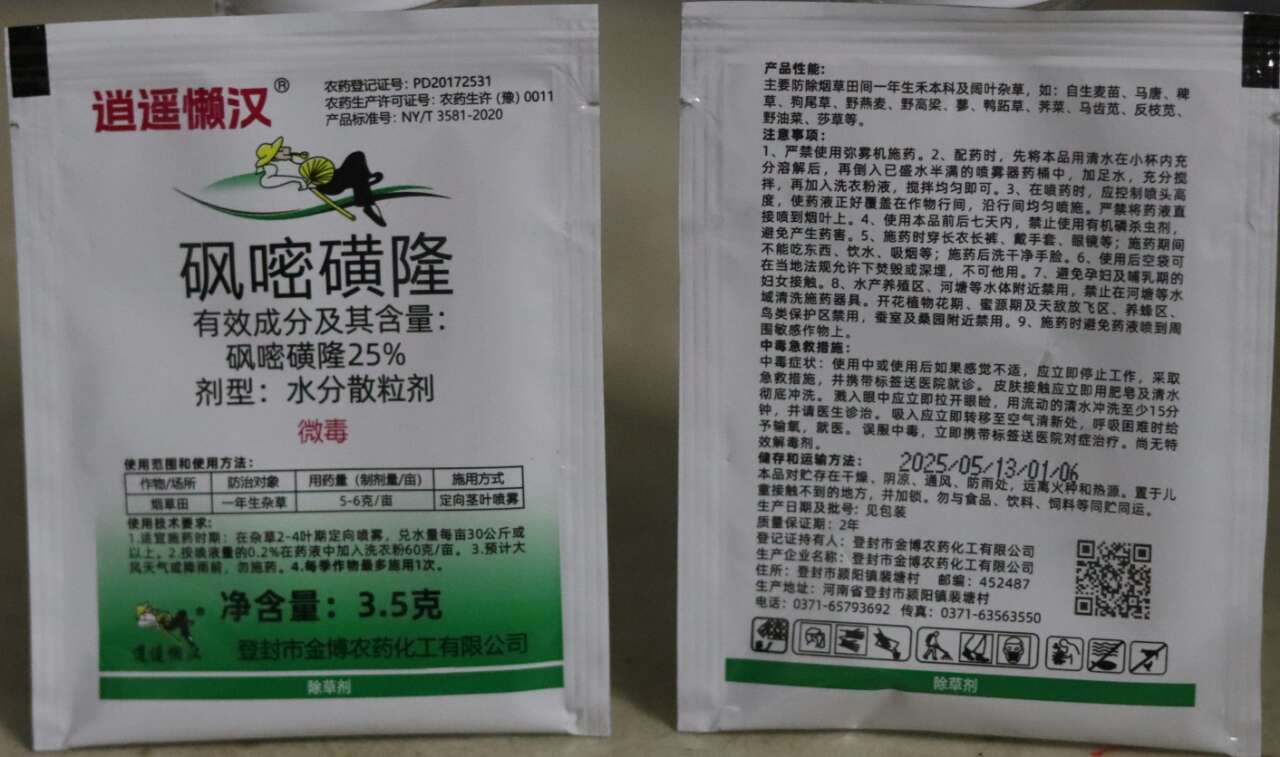 逍遥懒汉®
农药登记证号：PD20172531
农药生产许可证号：农药生许（豫）0011
产品标准号：NY/T 3581-2020
砜嘧磺隆
有效成分及其含量：
砜嘧磺隆25%
剂型：水分散粒剂
微毒
使用范围和使用方法：
作物/场所 防治对象 用药量（制剂量/亩） 施用方式
烟草田 一年生杂草 5-6克/亩 定向茎叶喷雾
使用技术要求：
1.适宜施药时期：在杂草2-4叶期定向喷雾，兑水量每亩30公斤或
以上。2.按喷液量的0.2%在药液中加入洗衣粉60克/亩。3.预计大
风天气或降雨前，勿施药。4.每季作物最多施用1次。
净含量：3.5克
逍遥懒汉®
登封市金博农药化工有限公司
除草剂
产品性能：
主要防除烟草田间一年生禾本科及阔叶杂草，如：自生麦苗、马唐、稗
草、狗尾草、野燕麦、野高粱、蓼、鸭跖草、荠菜、马齿苋、反枝苋、
野油菜、莎草等。
注意事项：
1、严禁使用弥雾机施药。2、配药时，先将本品用清水在小杯内充
分溶解后，再倒入已盛水半满的喷雾器药桶中，加足水，充分搅
拌，再加入洗衣粉液，搅拌均匀即可。3、在喷药时，应控制喷头高
度，使药液正好覆盖在作物行间，沿行间均匀喷施。严禁将药液直
接喷到烟叶上。4、使用本品前后七天内，禁止使用有机磷杀虫剂，
避免产生药害。5、施药时穿长衣长裤、戴手套、眼镜等；施药期间
不能吃东西、饮水、吸烟等；施药后洗干净手脸。6、使用后空袋可
在当地法规允许下焚毁或深埋，不可他用。7、避免孕妇及哺乳期的
妇女接触。8、水产养殖区、河塘等水体附近禁用，禁止在河塘等水
域清洗施药器具。开花植物花期、蜜源期及天敌放飞区、养蜂区、
鸟类保护区禁用，蚕室及桑园附近禁用。9、施药时避免药液喷到周
围敏感作物上。
中毒急救措施：
中毒症状：使用中或使用后如果感觉不适，应立即停止工作，采取
急救措施，并携带标签送医院就诊。皮肤接触应立即用肥皂及清水
彻底冲洗。溅入眼中应立即拉开眼睑，用流动的清水冲洗至少15分
钟，并请医生诊治。吸入应立即转移至空气清新处，呼吸困难时给
予输氧，就医。误服中毒，立即携带标签送医院对症治疗。尚无特
效解毒剂。
储存和运输方法：
2025/05/13/01/06
本品对贮存在干燥、阴凉、通风、防雨处，远离火种和热源。置于儿
童接触不到的地方，并加锁。勿与食品、饮料、饲料等同贮同运。
生产日期及批号：见包装
质量保证期：2年
登记证持有人：登封市金博农药化工有限公司
生产企业名称：登封市金博农药化工有限公司
住所：登封市颍阳镇裴塘村 邮编：452487
生产地址：河南省登封市颍阳镇裴塘村
电话：0371-65793692 传真：0371-63563550
除草剂